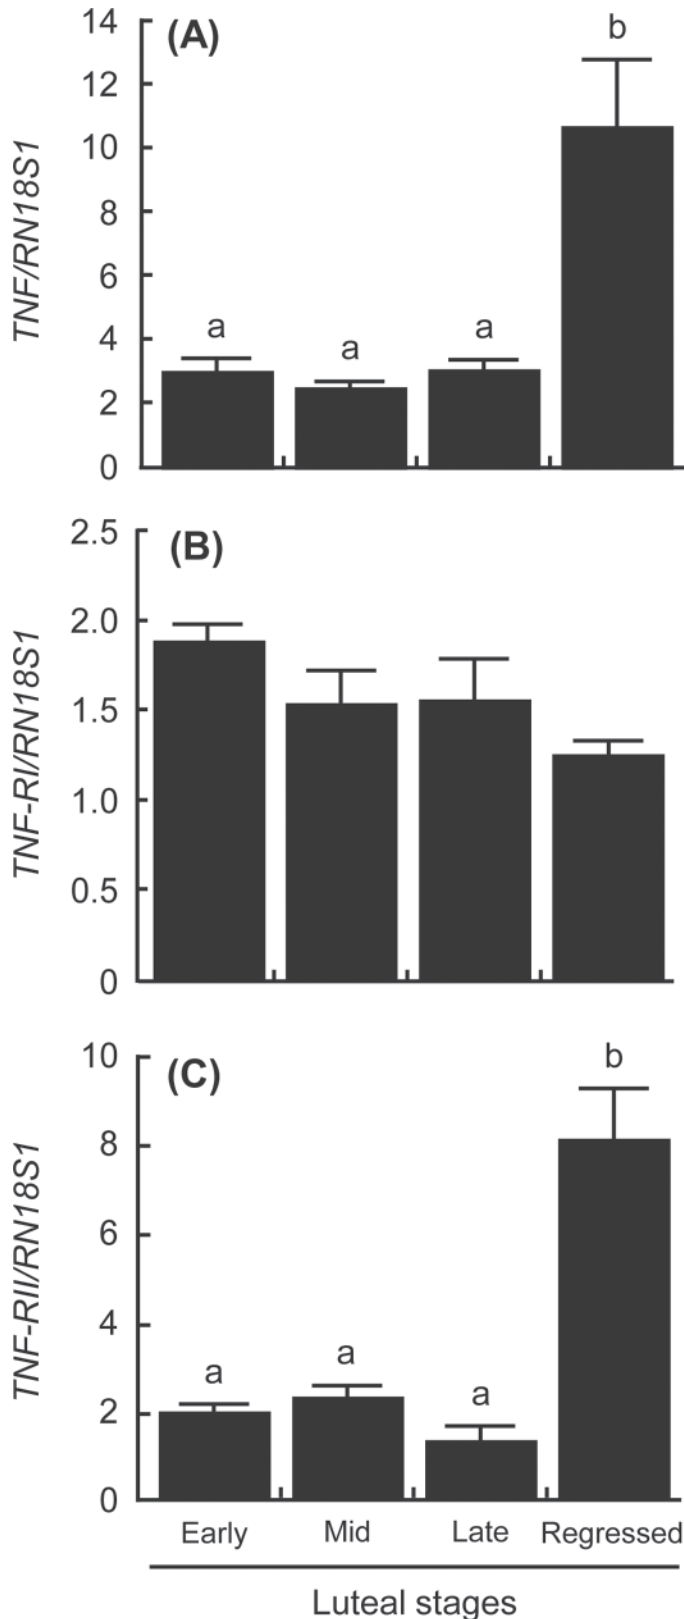 (A)
TNF/RN18S1
14
12
10
8
6
4
2
0
a
a
a
b
(B)
TNF-RI/RN18S1
2.5
2.0
1.5
1.0
0.5
0
(C)
TNF-RII/RN18S1
10
8
6
4
2
0
a
a
a
b
Early Mid Late Regressed
Luteal stages